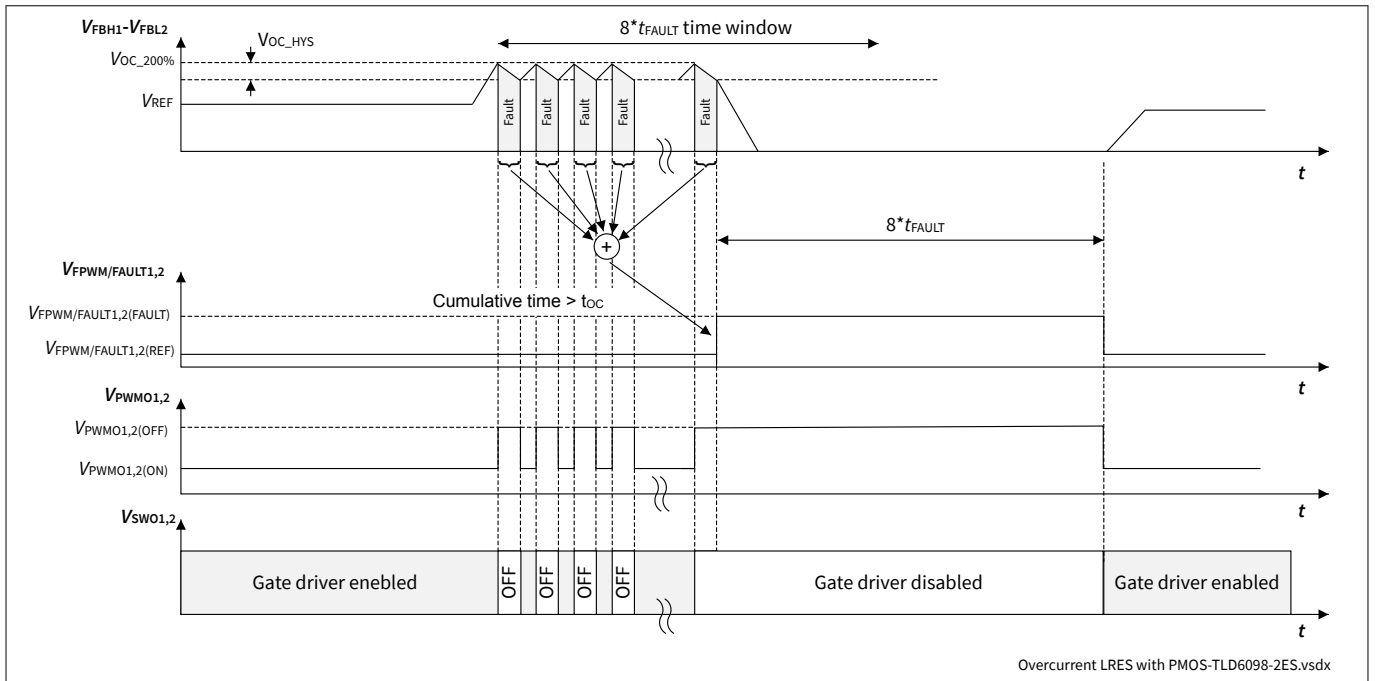 VFBH1-VFBL2
8*tFAULT time window
VOC_HYS
VOC_200%
VREF
Fault
Fault
Fault
Fault
Fault
t
+
8*tFAULT
VFPWM/FAULT1,2
Cumulative time > tOC
VFPWM/FAULT1,2(FAULT)
VFPWM/FAULT1,2(REF)
t
VPWMO1,2
VPWMO1,2(OFF)
VPWMO1,2(ON)
t
VSWO1,2
Gate driver enebled
OFF
OFF
OFF
OFF
Gate driver disabled
Gate driver enabled
t
Overcurrent LRES with PMOS-TLD6098-2ES.vsdx